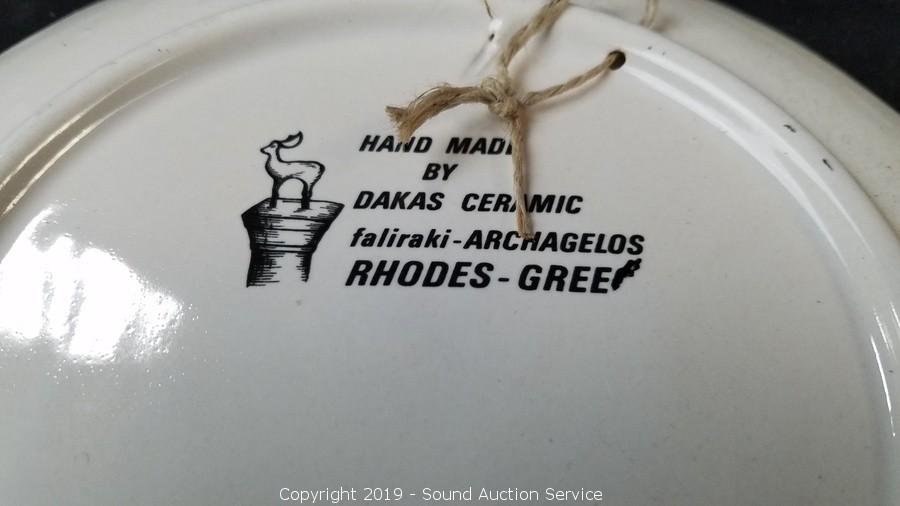 HAND MADE
BY
DAKAS CERAMIC
faliraki-ARCHAGELOS
RHODES-GREE
Copyright 2019 - Sound Auction Service